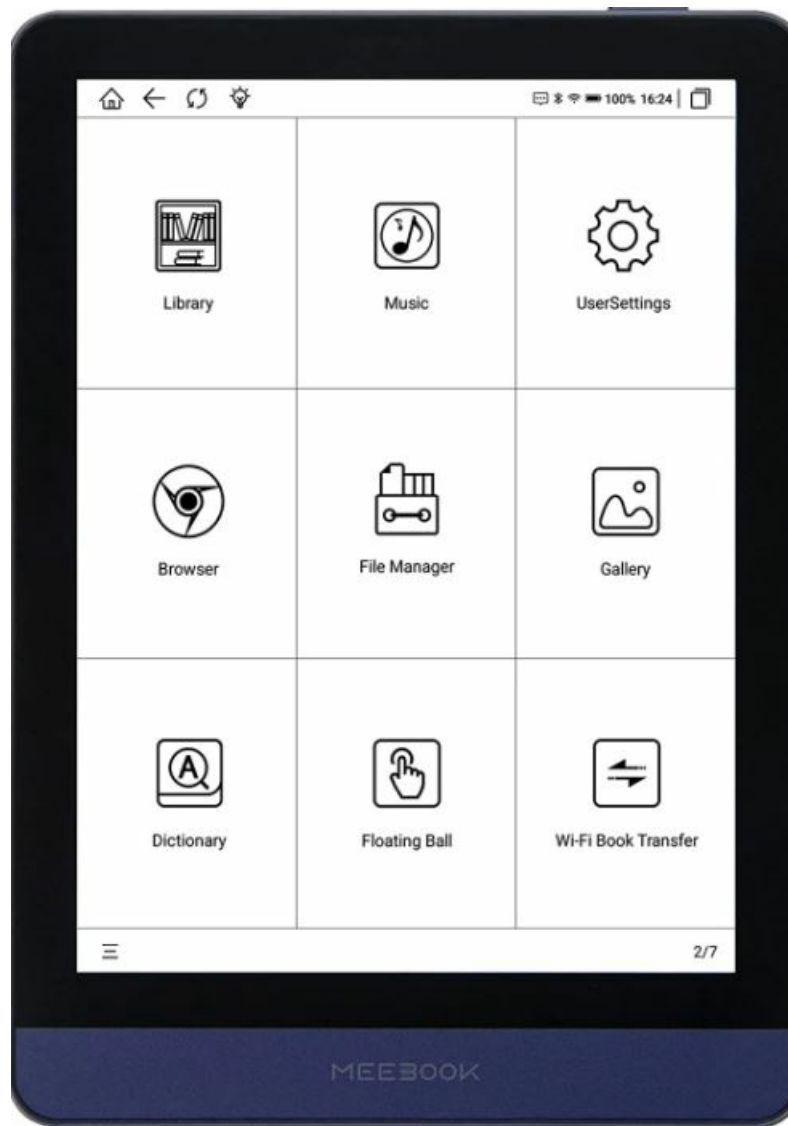 100% 16:24
Library Music UserSettings
Browser File Manager Gallery
Dictionary Floating Ball Wi-Fi Book Transfer
2/7
MEEBOOK